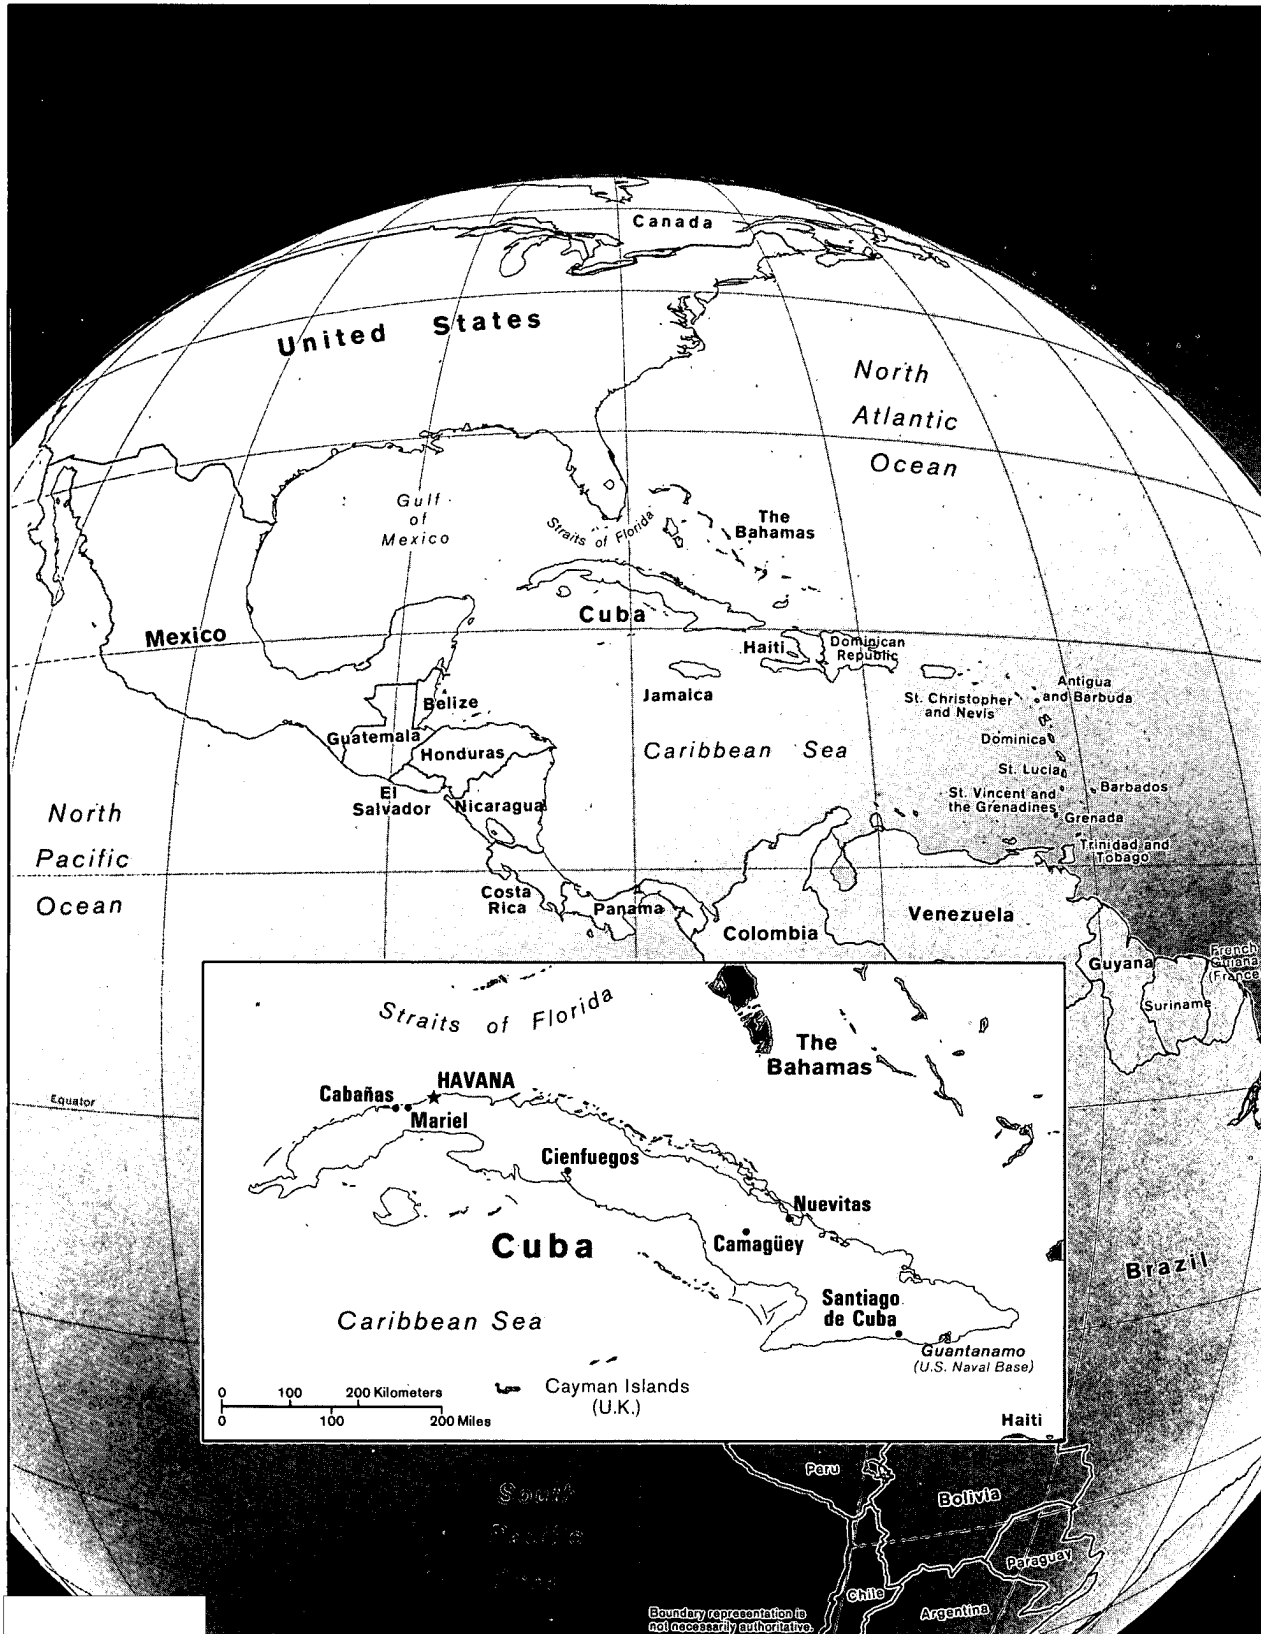 Canada
United States
North
Atlantic
Ocean
Gulf
of
Mexico
Straits of Florida
The
Bahamas
Cuba
Mexico
Haiti
Dominican
Republic
Jamaica
Belize
Antigua
and Barbuda
St. Christopher
and Nevis
Guatemala
Honduras
Caribbean Sea
Dominica
St. Lucia
El
Salvador
Nicaragua
St. Vincent and
the Grenadines
Barbados
Grenada
North
Pacific
Ocean
Trinidad and
Tobago
Costa
Rica
Panama
Colombia
Venezuela
Guyana
French
Guiana
(France
Suriname
Equator
Brazil
Straits of Florida
The
Bahamas
HAVANA
Cabañas
Mariel
Cienfuegos
Nuevitas
Camagüey
Cuba
Santiago
de Cuba
Caribbean Sea
Guantanamo
(U.S. Naval Base)
Cayman Islands
(U.K.)
0 100 200 Kilometers
0 100 200 Miles
Haiti
Peru
Bolivia
South
Pacific
Paraguay
Chile
Argentina
Boundary representation is
not necessarily authoritative.